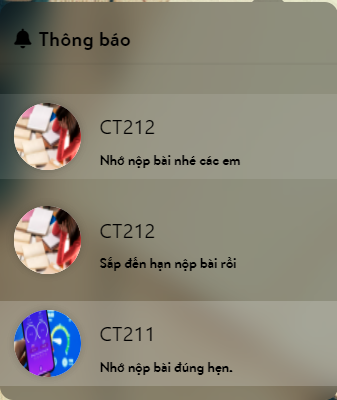 Thông báo
CT212
Nhớ nộp bài nhé các em
CT212
Sắp đến hạn nộp bài rồi
CT211
Nhớ nộp bài đúng hẹn.